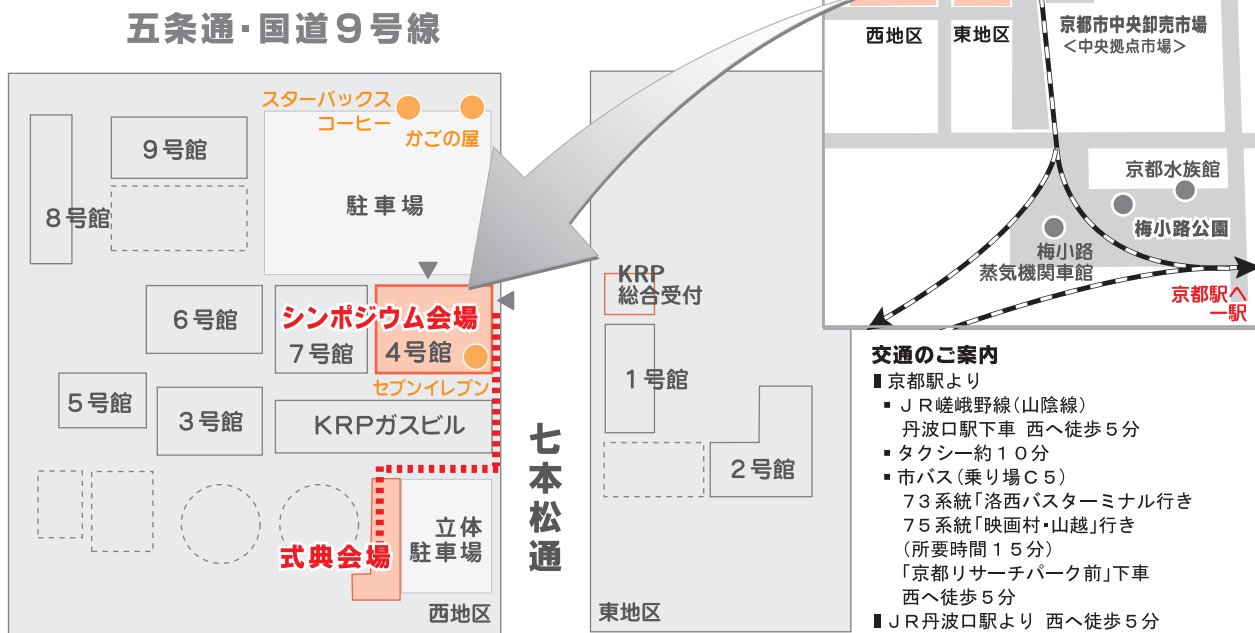 五条通・国道9号線
スターバックス
コーヒー
かごの屋
9号館
8号館
駐車場
6号館
シンポジウム会場
7号館
4号館
セブンイレブン
5号館
3号館
KRPガスビル
式典会場
立体
駐車場
西地区
七本松通
KRP
総合受付
1号館
2号館
東地区
西地区
東地区
京都市中央卸売市場
<中央拠点市場>
京都水族館
梅小路公園
梅小路
蒸気機関車館
京都駅へ
一駅
交通のご案内
▮京都駅より
▪ JR嵯峨野線(山陰線)
丹波口駅下車 西へ徒歩5分
▪ タクシー約10分
▪ 市バス(乗り場C5)
73系統「洛西バスターミナル行き
75系統「映画村・山越」行き
(所要時間15分)
「京都リサーチパーク前」下車
西へ徒歩5分
▮JR丹波口駅より 西へ徒歩5分